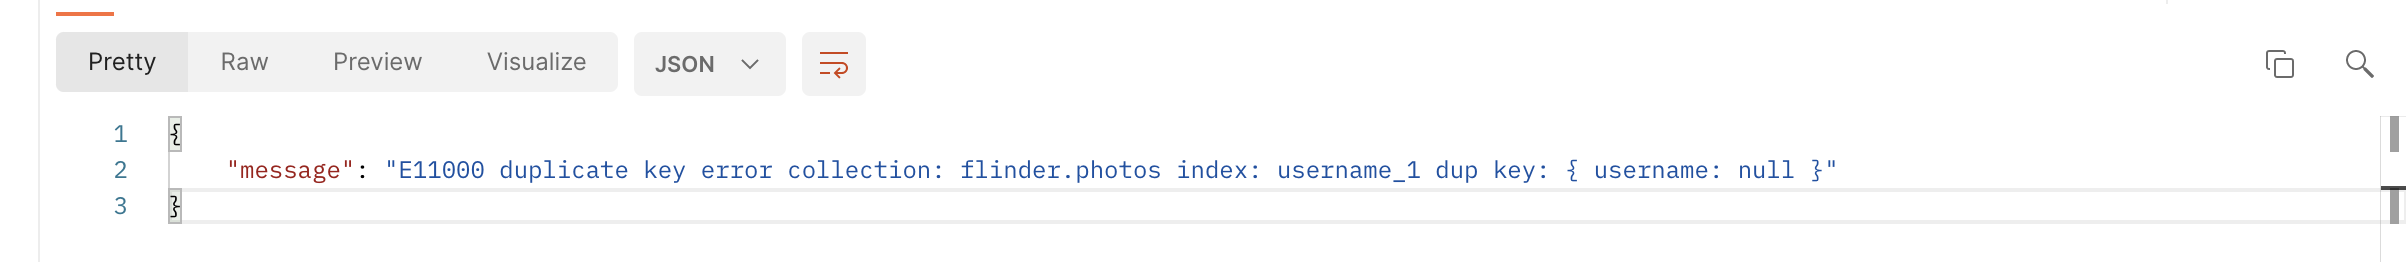 Pretty Raw Preview Visualize JSON
1 {
2 "message": "E11000 duplicate key error collection: flinder.photos index: username_1 dup key: { username: null }"
3 }